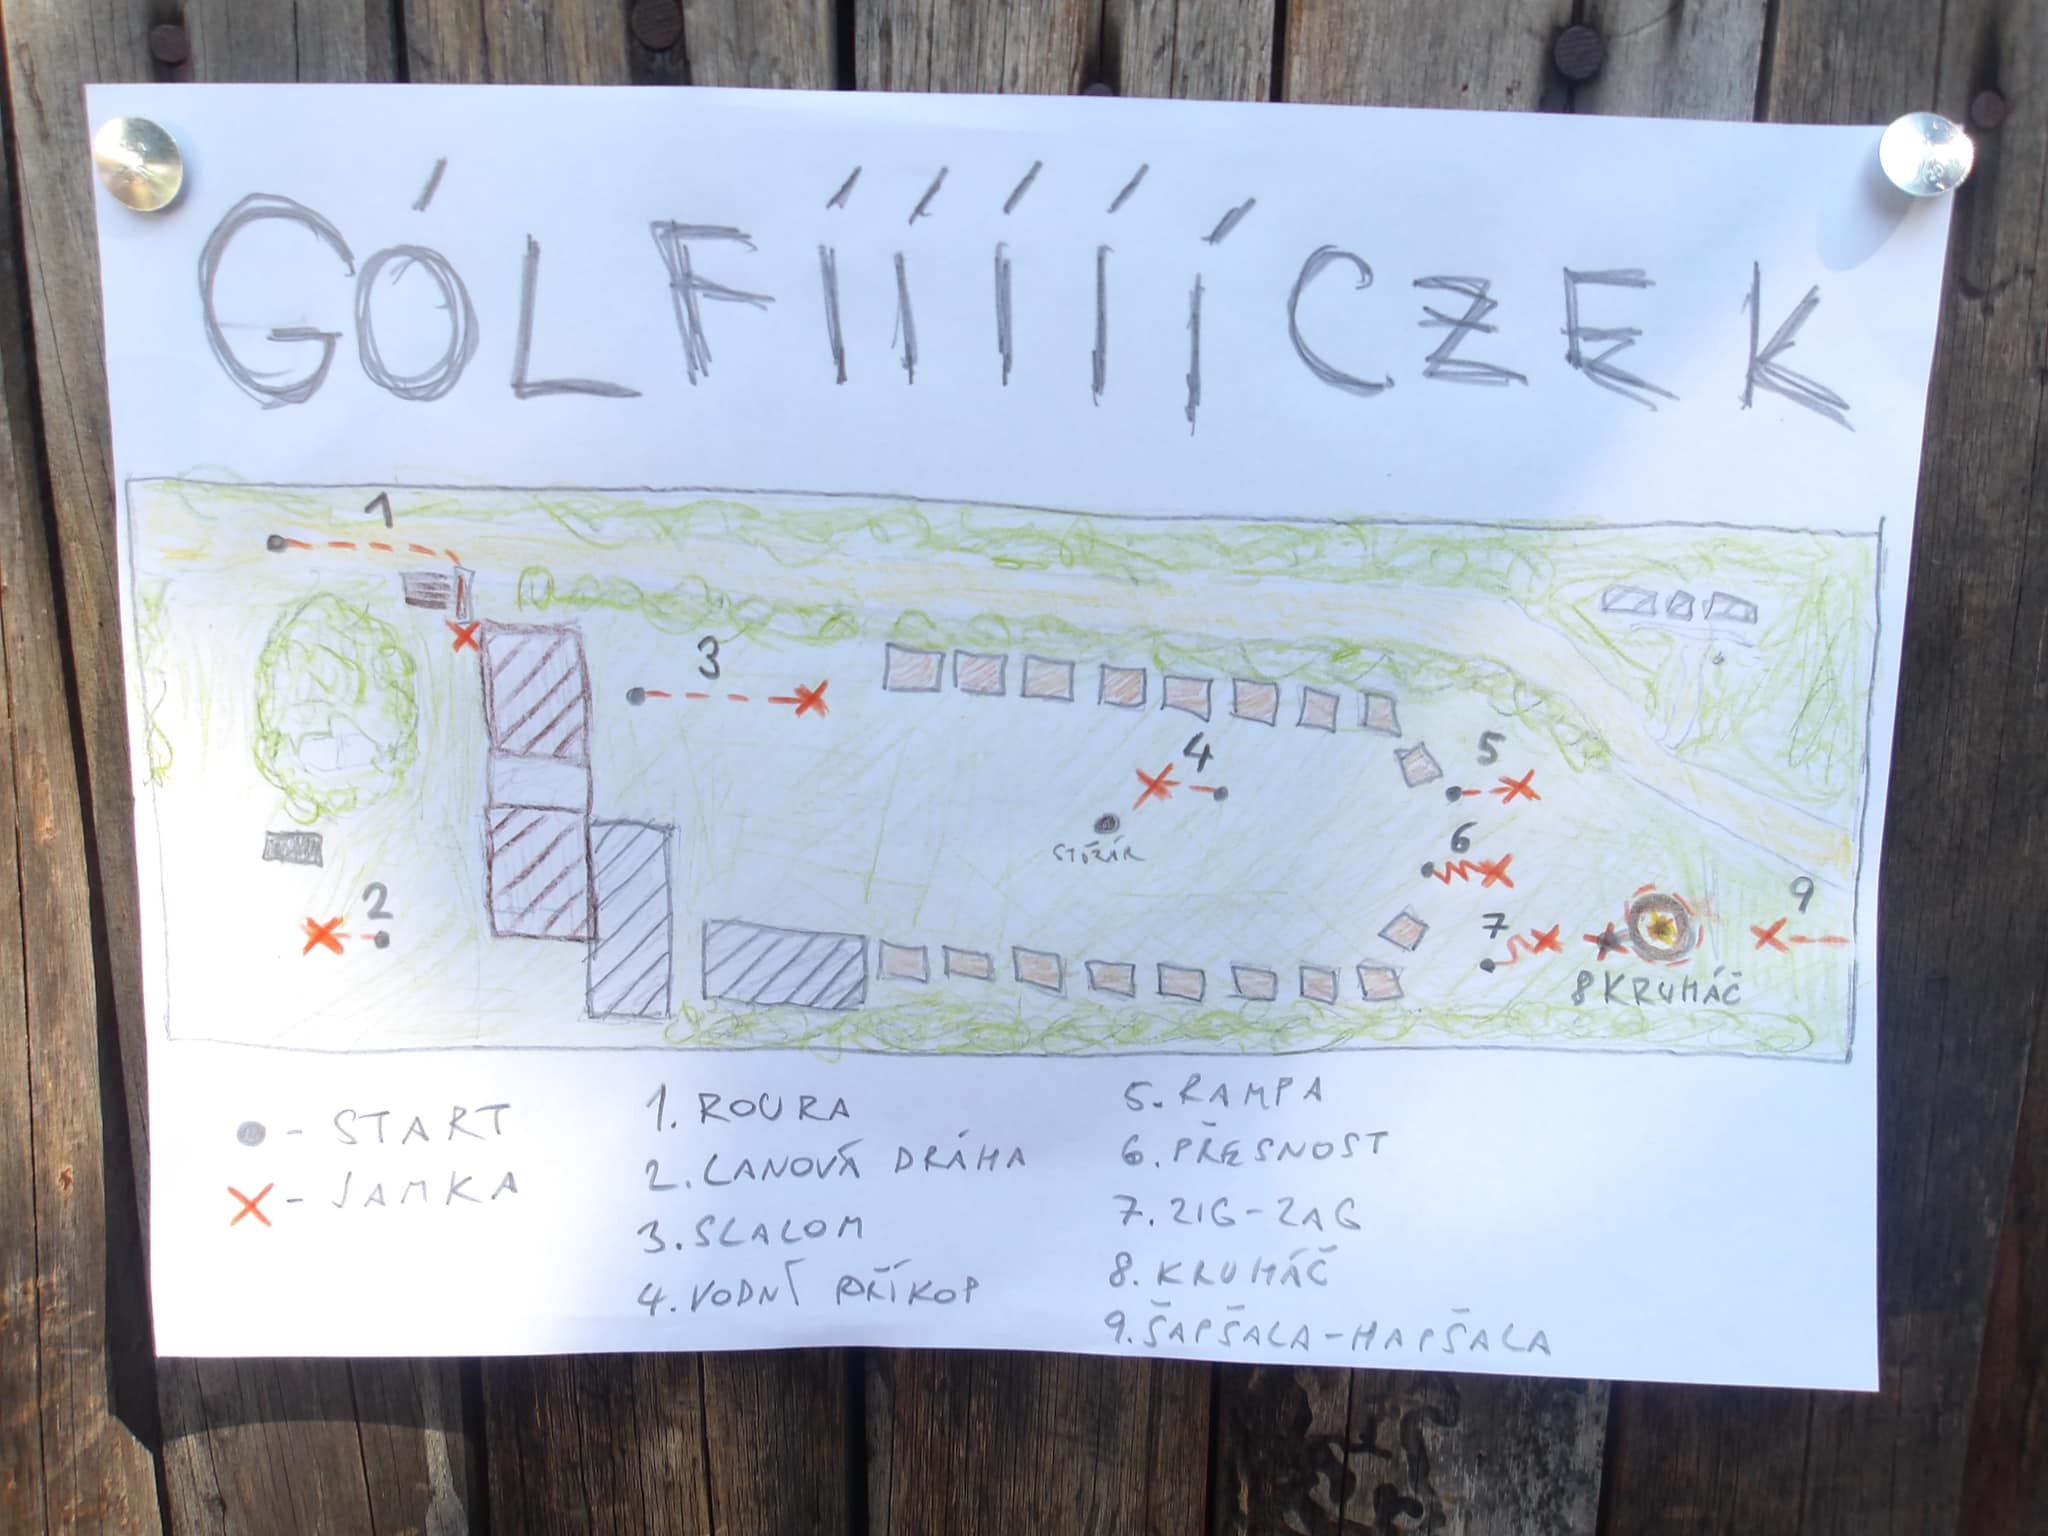 GÓLFÍÍÍÍÍCZEK
1
3
4
5
STOŽÁR
6
2
7
9
8 KRUHÁČ
- START
- JAMKA
1. ROURA
2. LANOVÁ DRÁHA
3. SLALOM
4. VODNÍ PŘÍKOP
5. RAMPA
6. PŘESNOST
7. ZIG-ZAG
8. KRUHÁČ
9. ŠAPŠALA-HAPŠALA